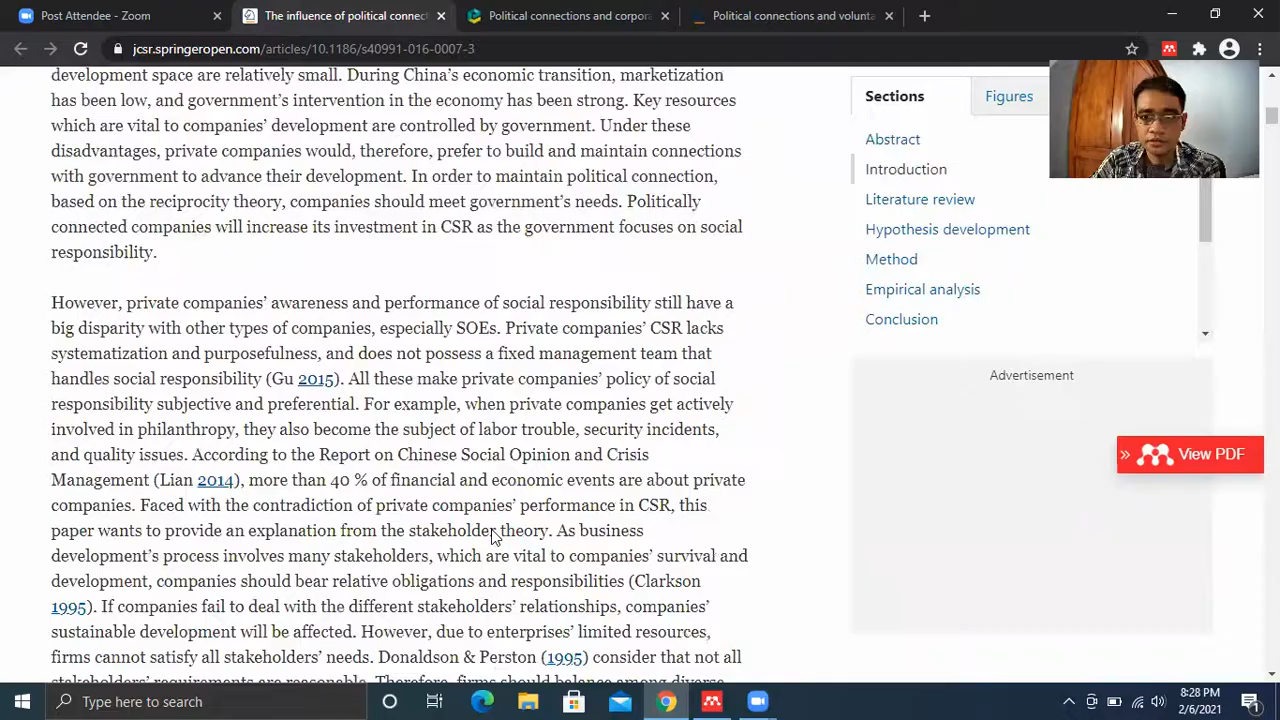 Post Attendee - Zoom
The influence of political connec
Political connections and corpora
Political connections and volunta
jcsr.springeropen.com/articles/10.1186/s40991-016-0007-3
development space are relatively small. During China's economic transition, marketization
has been low, and government's intervention in the economy has been strong. Key resources
which are vital to companies' development are controlled by government. Under these
disadvantages, private companies would, therefore, prefer to build and maintain connections
with government to advance their development. In order to maintain political connection,
based on the reciprocity theory, companies should meet government's needs. Politically
connected companies will increase its investment in CSR as the government focuses on social
responsibility.
However, private companies' awareness and performance of social responsibility still have a
big disparity with other types of companies, especially SOEs. Private companies' CSR lacks
systematization and purposefulness, and does not possess a fixed management team that
handles social responsibility (Gu 2015). All these make private companies' policy of social
responsibility subjective and preferential. For example, when private companies get actively
involved in philanthropy, they also become the subject of labor trouble, security incidents,
and quality issues. According to the Report on Chinese Social Opinion and Crisis
Management (Lian 2014), more than 40 % of financial and economic events are about private
companies. Faced with the contradiction of private companies' performance in CSR, this
paper wants to provide an explanation from the stakeholder theory. As business
development's process involves many stakeholders, which are vital to companies' survival and
development, companies should bear relative obligations and responsibilities (Clarkson
1995). If companies fail to deal with the different stakeholders' relationships, companies'
sustainable development will be affected. However, due to enterprises' limited resources,
firms cannot satisfy all stakeholders' needs. Donaldson & Perston (1995) consider that not all
stakeholders' requirements are reasonable. Therefore, firms should balance among diverse
Sections
Figures
Abstract
Introduction
Literature review
Hypothesis development
Method
Empirical analysis
Conclusion
Advertisement
» View PDF
Type here to search
8:28 PM
2/6/2021
1